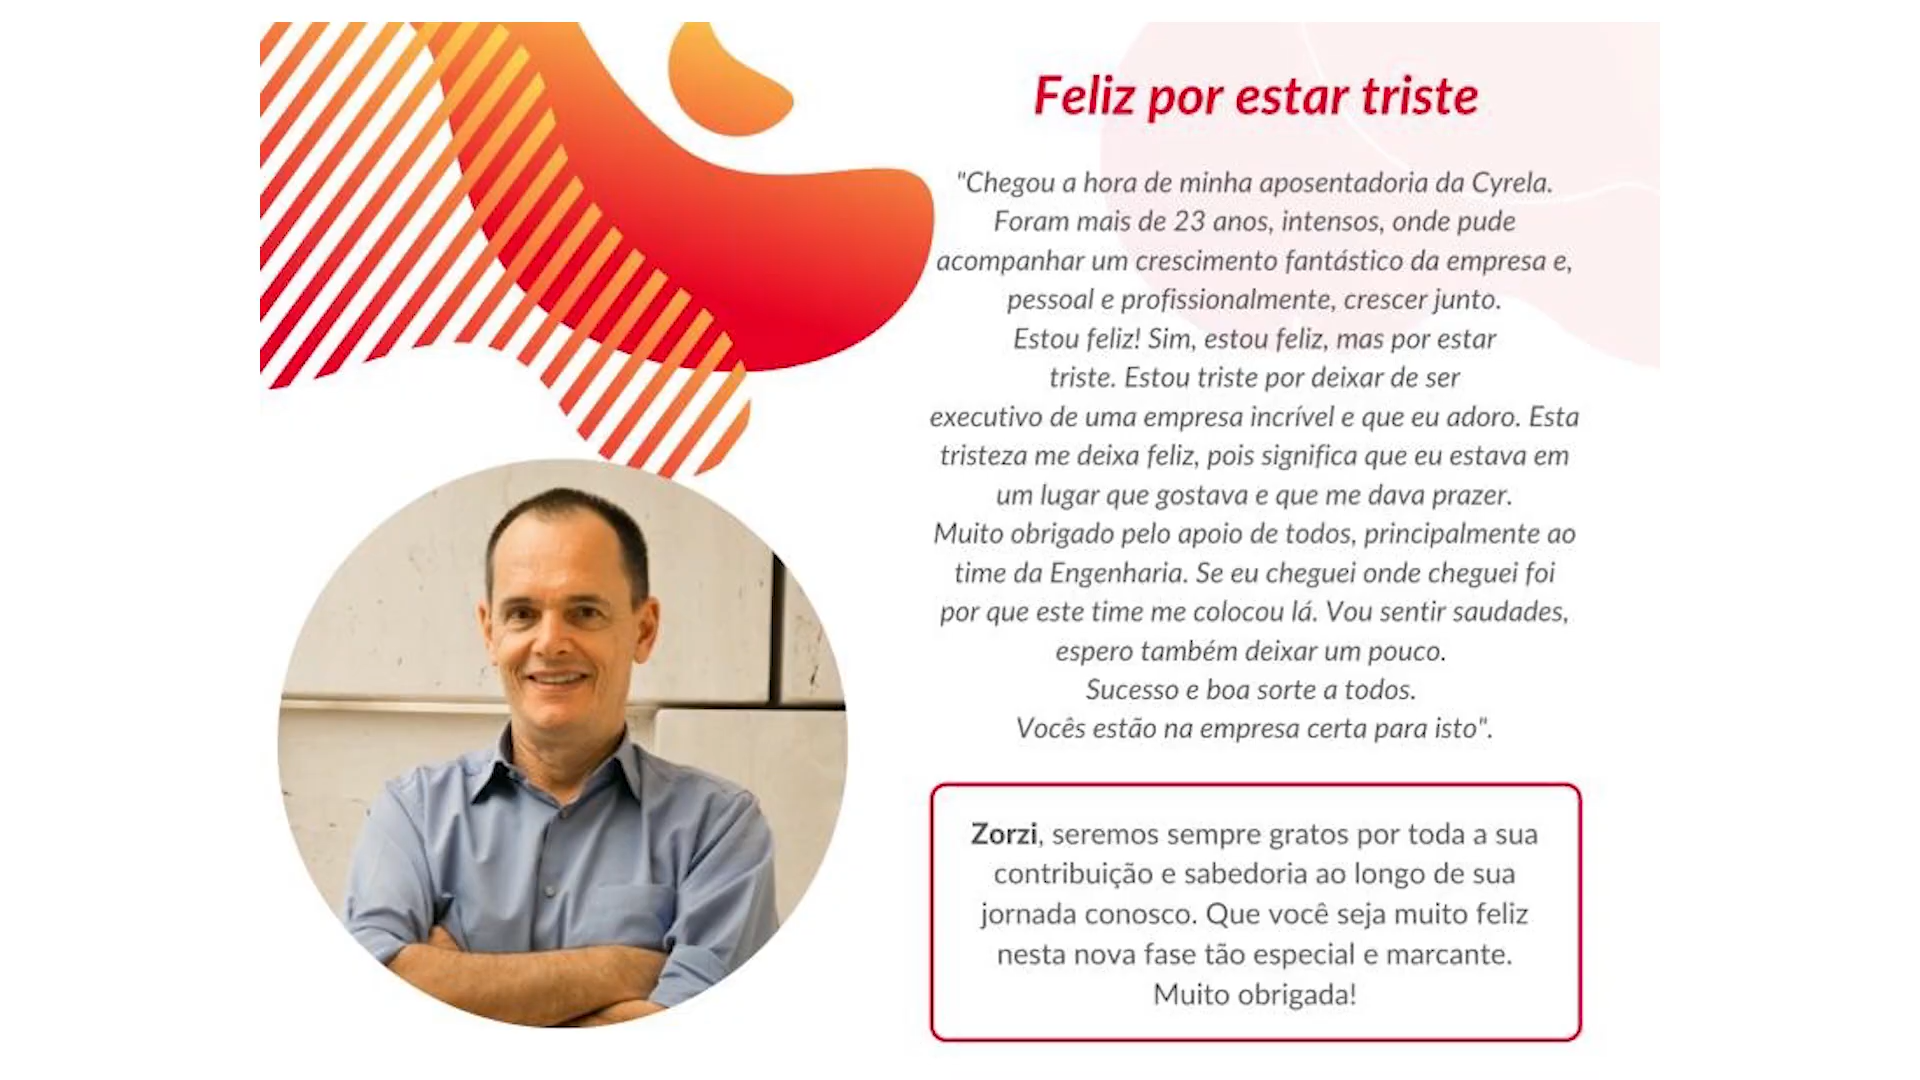 Feliz por estar triste
"Chegou a hora de minha aposentadoria da Cyrela.
Foram mais de 23 anos, intensos, onde pude
acompanhar um crescimento fantástico da empresa e,
pessoal e profissionalmente, crescer junto.
Estou feliz! Sim, estou feliz, mas por estar
triste. Estou triste por deixar de ser
executivo de uma empresa incrível e que eu adoro. Esta
tristeza me deixa feliz, pois significa que eu estava em
um lugar que gostava e que me dava prazer.
Muito obrigado pelo apoio de todos, principalmente ao
time da Engenharia. Se eu cheguei onde cheguei foi
por que este time me colocou lá. Vou sentir saudades,
espero também deixar um pouco.
Sucesso e boa sorte a todos.
Vocês estão na empresa certa para isto".
Zorzi, seremos sempre gratos por toda a sua
contribuição e sabedoria ao longo de sua
jornada conosco. Que você seja muito feliz
nesta nova fase tão especial e marcante.
Muito obrigada!